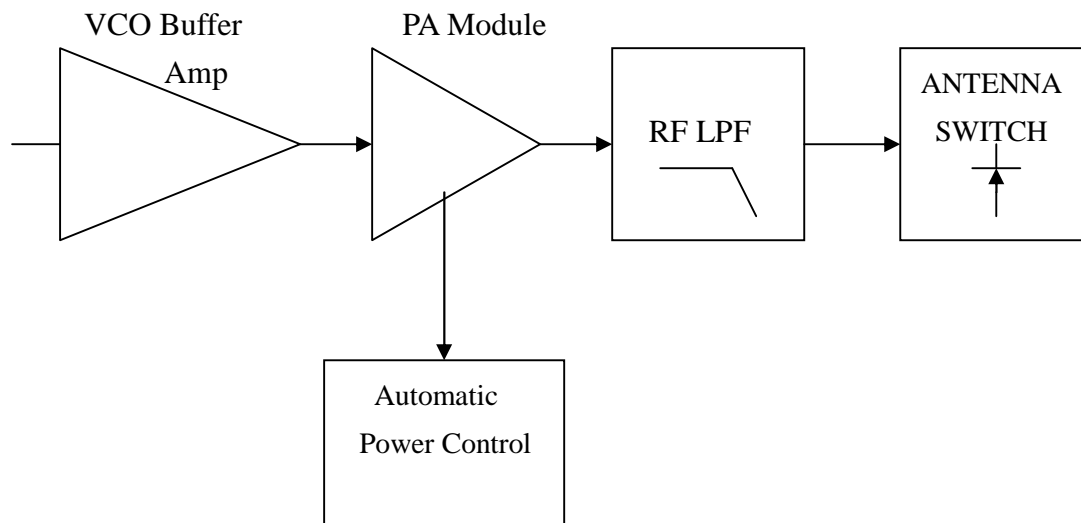 VCO Buffer
Amp
PA Module
RF LPF
ANTENNA
SWITCH
Automatic
Power Control